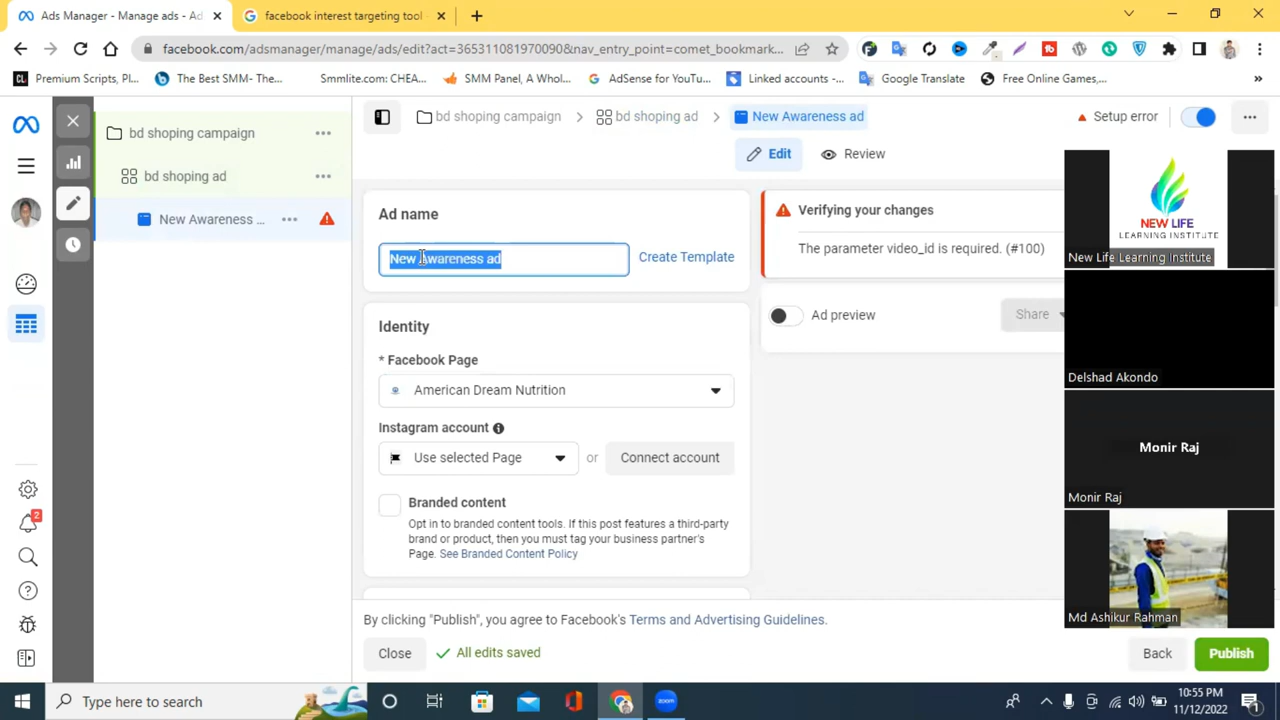 Ads Manager - Manage ads - Ad
facebook interest targeting tool -
facebook.com/adsmanager/manage/ads/edit?act=365311081970090&nav_entry_point=comet_bookmark...
Premium Scripts, Pl...
The Best SMM- The...
Smmlite.com: CHEA...
SMM Panel, A Whol...
AdSense for YouTu...
Linked accounts -...
Google Translate
Free Online Games,...
»
bd shoping campaign
bd shoping ad
New Awareness ...
bd shoping campaign
bd shoping ad
New Awareness ad
Setup error
Edit
Review
Ad name
New Awareness ad
Create Template
Identity
* Facebook Page
American Dream Nutrition
Instagram account
Use selected Page
or
Connect account
Branded content
Opt in to branded content tools. If this post features a third-party
brand or product, then you must tag your business partner's
Page. See Branded Content Policy
Verifying your changes
The parameter video_id is required. (#100)
Ad preview
Share
NEW LIFE
LEARNING INSTITUTE
New Life Learning Institute
Delshad Akondo
Monir Raj
Monir Raj
Md Ashikur Rahman
By clicking "Publish", you agree to Facebook's Terms and Advertising Guidelines.
Close
All edits saved
Back
Publish
2
Type here to search
10:55 PM
11/12/2022
1